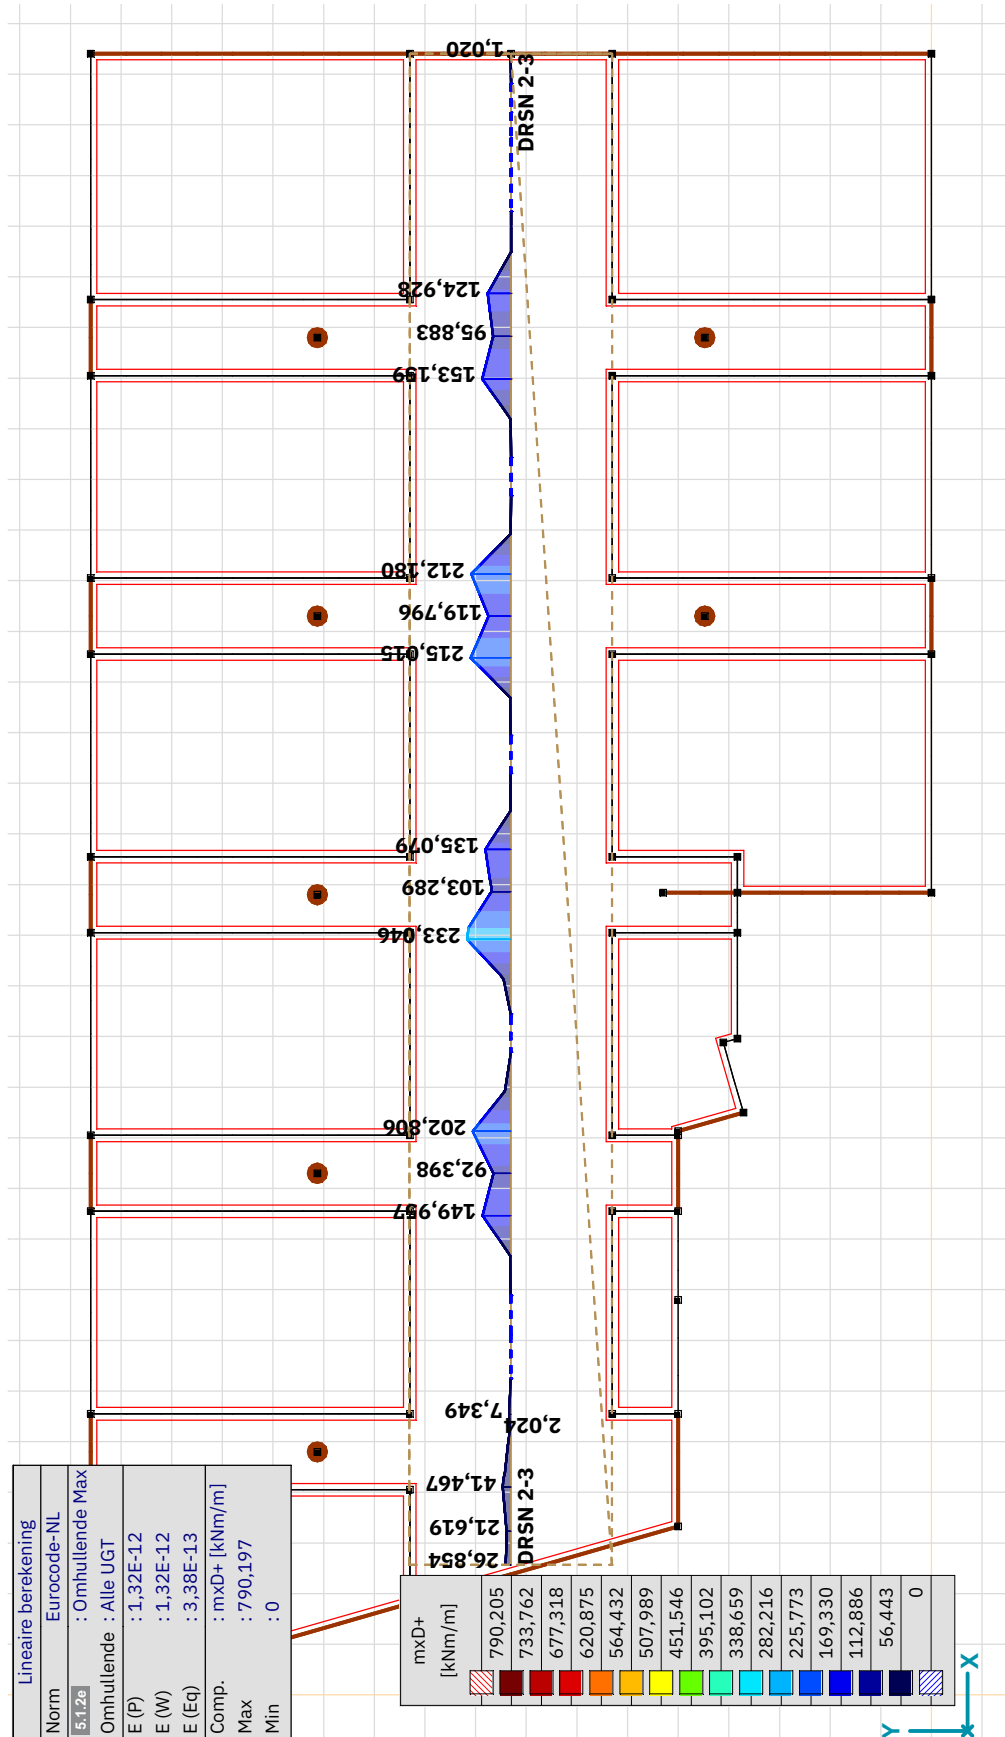 Lineaire berekening
Norm Eurocode-NL
5.1.2e : Omhullende Max
Omhullende : Alle UGT
E (P) : 1,32E-12
E (W) : 1,32E-12
E (Eq) : 3,38E-13
Comp. : mxD+ [kNm/m]
Max : 790,197
Min : 0
mxD+
[kNm/m]
790,205
733,762
677,318
620,875
564,432
507,989
451,546
395,102
338,659
282,216
225,773
169,330
112,886
56,443
0
1,020
DRSN 2-3
124,928
95,883
153,199
212,180
119,796
215,015
135,079
103,289
233,046
202,806
92,398
149,957
7,349
2,024
41,467
21,619
26,854
DRSN 2-3
X
Y